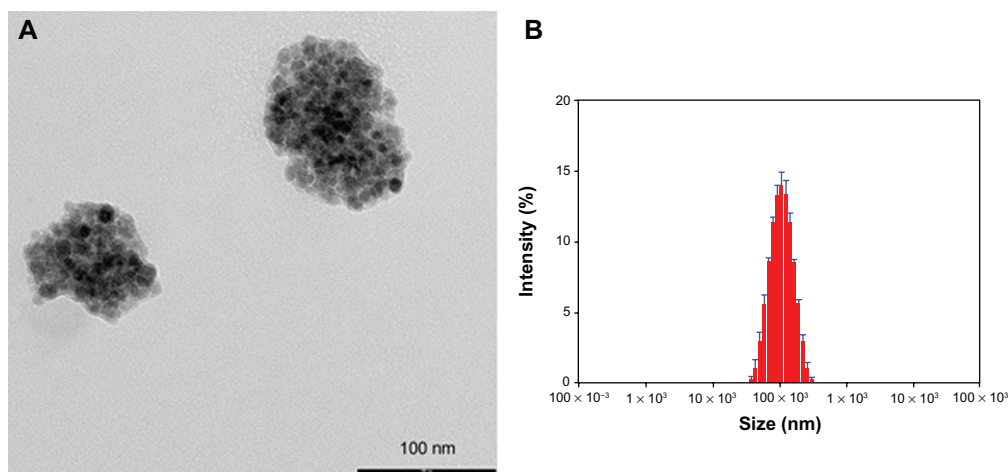 A
100 nm
B
20
15
10
5
0
Intensity (%)
100 × 10⁻³ 1 × 10³ 10 × 10³ 100 × 10³ 1 × 10³ 10 × 10³ 100 × 10³
Size (nm)